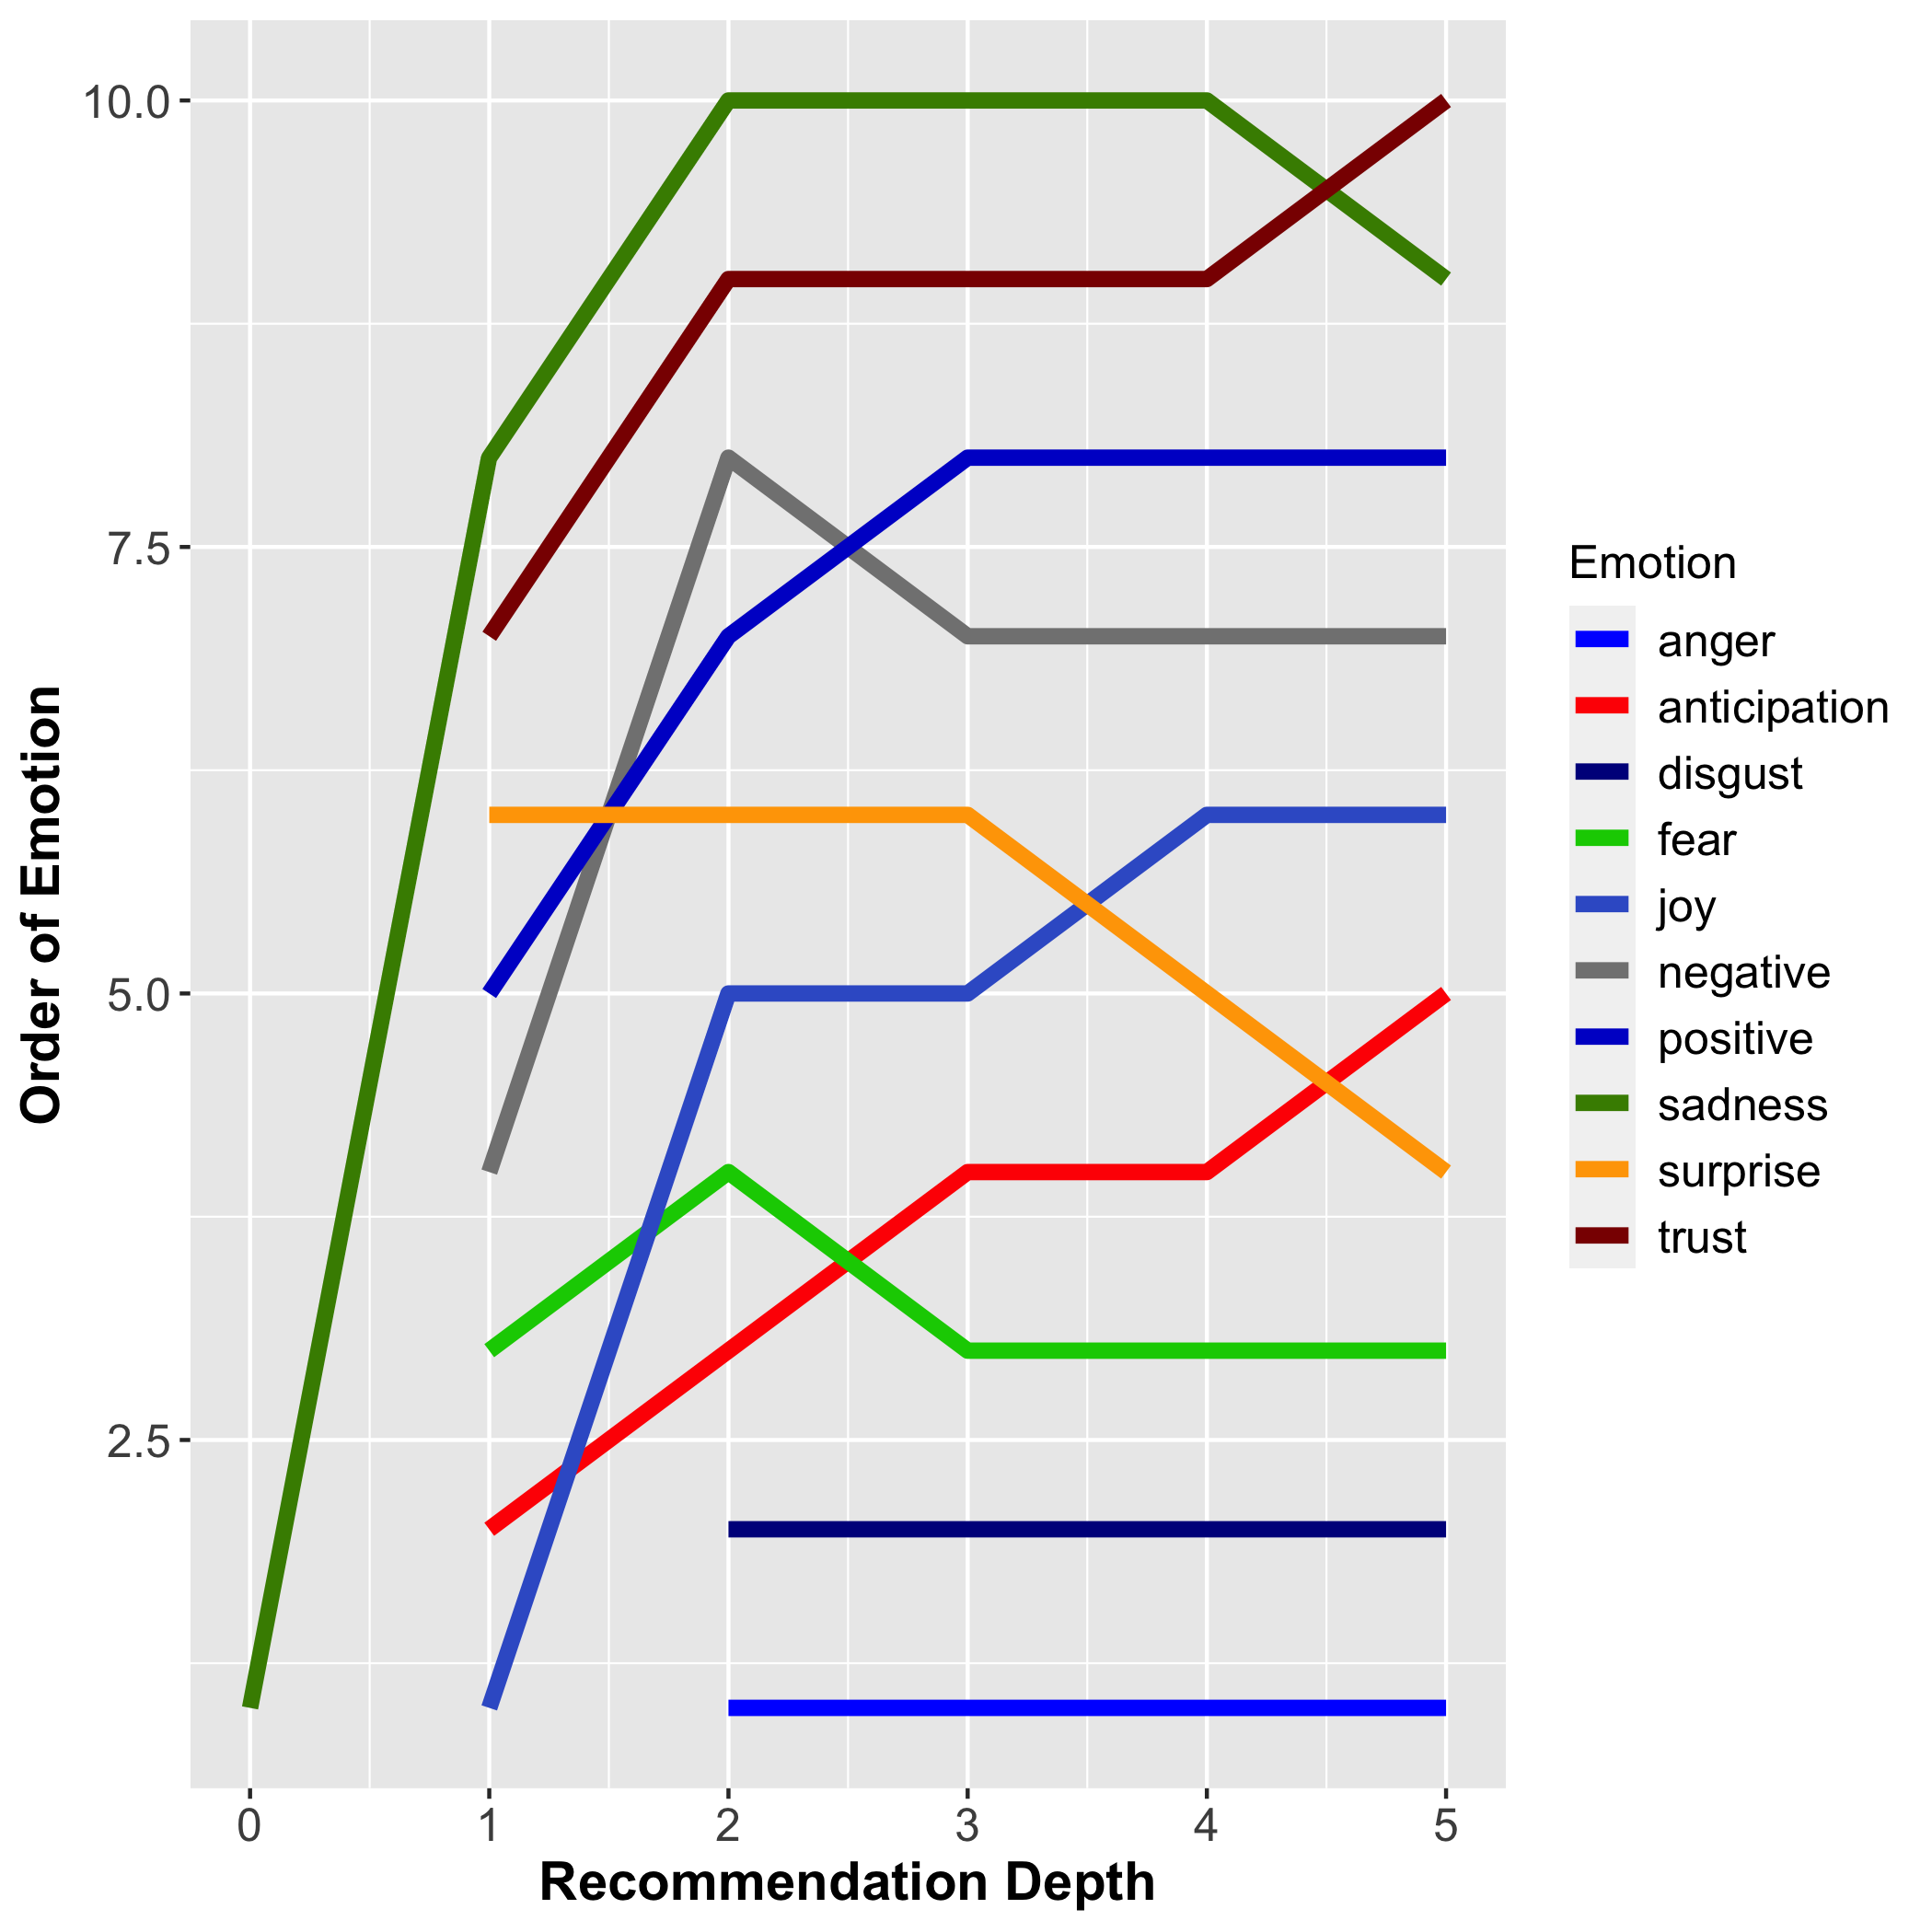 Order of Emotion
10.0
7.5
5.0
2.5
0 1 2 3 4 5
Recommendation Depth
Emotion
anger
anticipation
disgust
fear
joy
negative
positive
sadness
surprise
trust